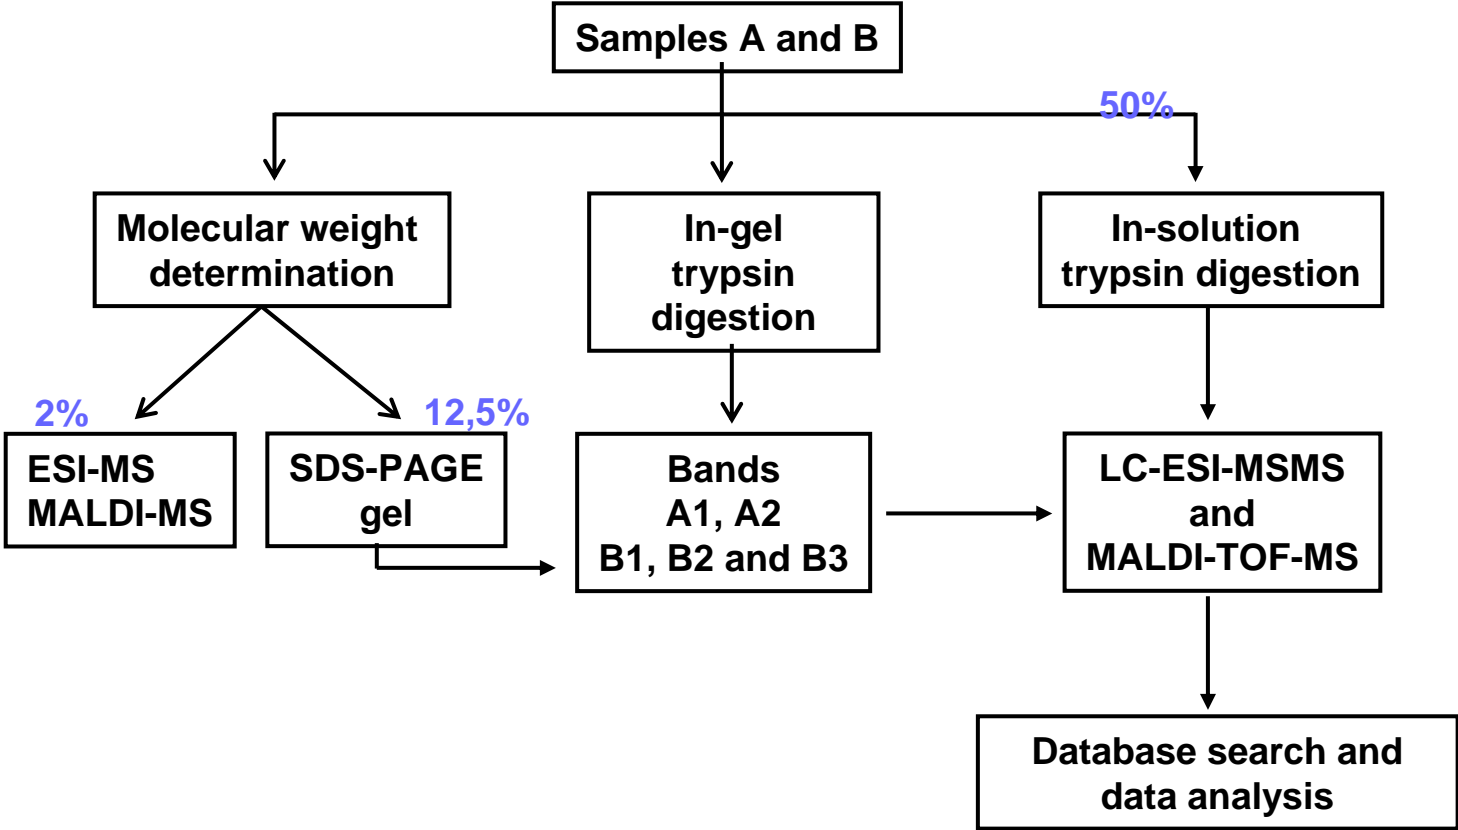 Samples A and B
50%
Molecular weight
determination
In-gel
trypsin
digestion
In-solution
trypsin digestion
2%
12,5%
ESI-MS
MALDI-MS
SDS-PAGE
gel
Bands
A1, A2
B1, B2 and B3
LC-ESI-MSMS
and
MALDI-TOF-MS
Database search and
data analysis